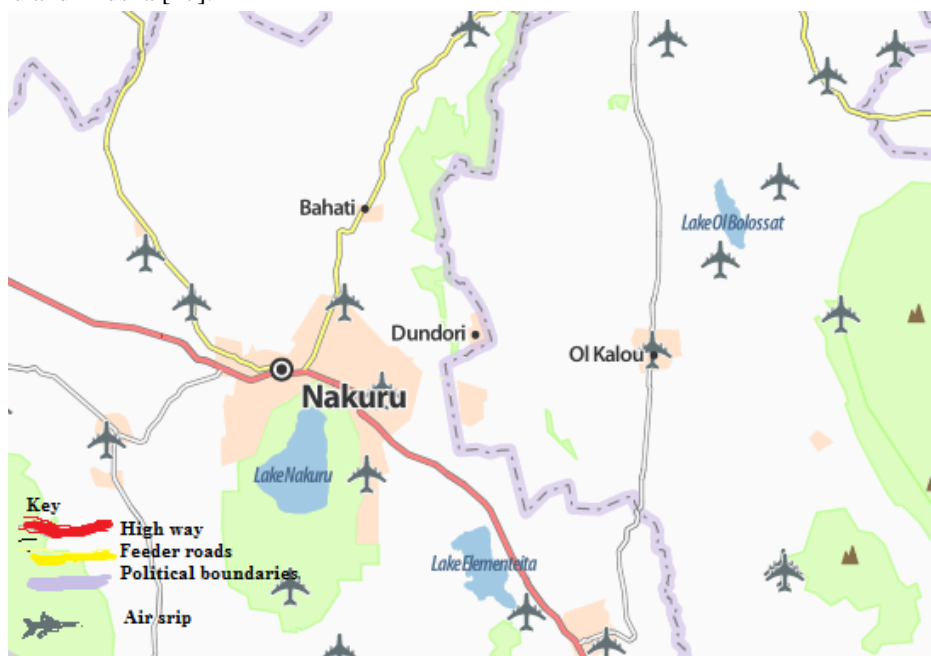 Bahati
Lake Ol Bolossat
Dundori
Ol Kalou
Nakuru
Lake Nakuru
Key
High way
Feeder roads
Lake Elementeita
Political boundaries
Air srip